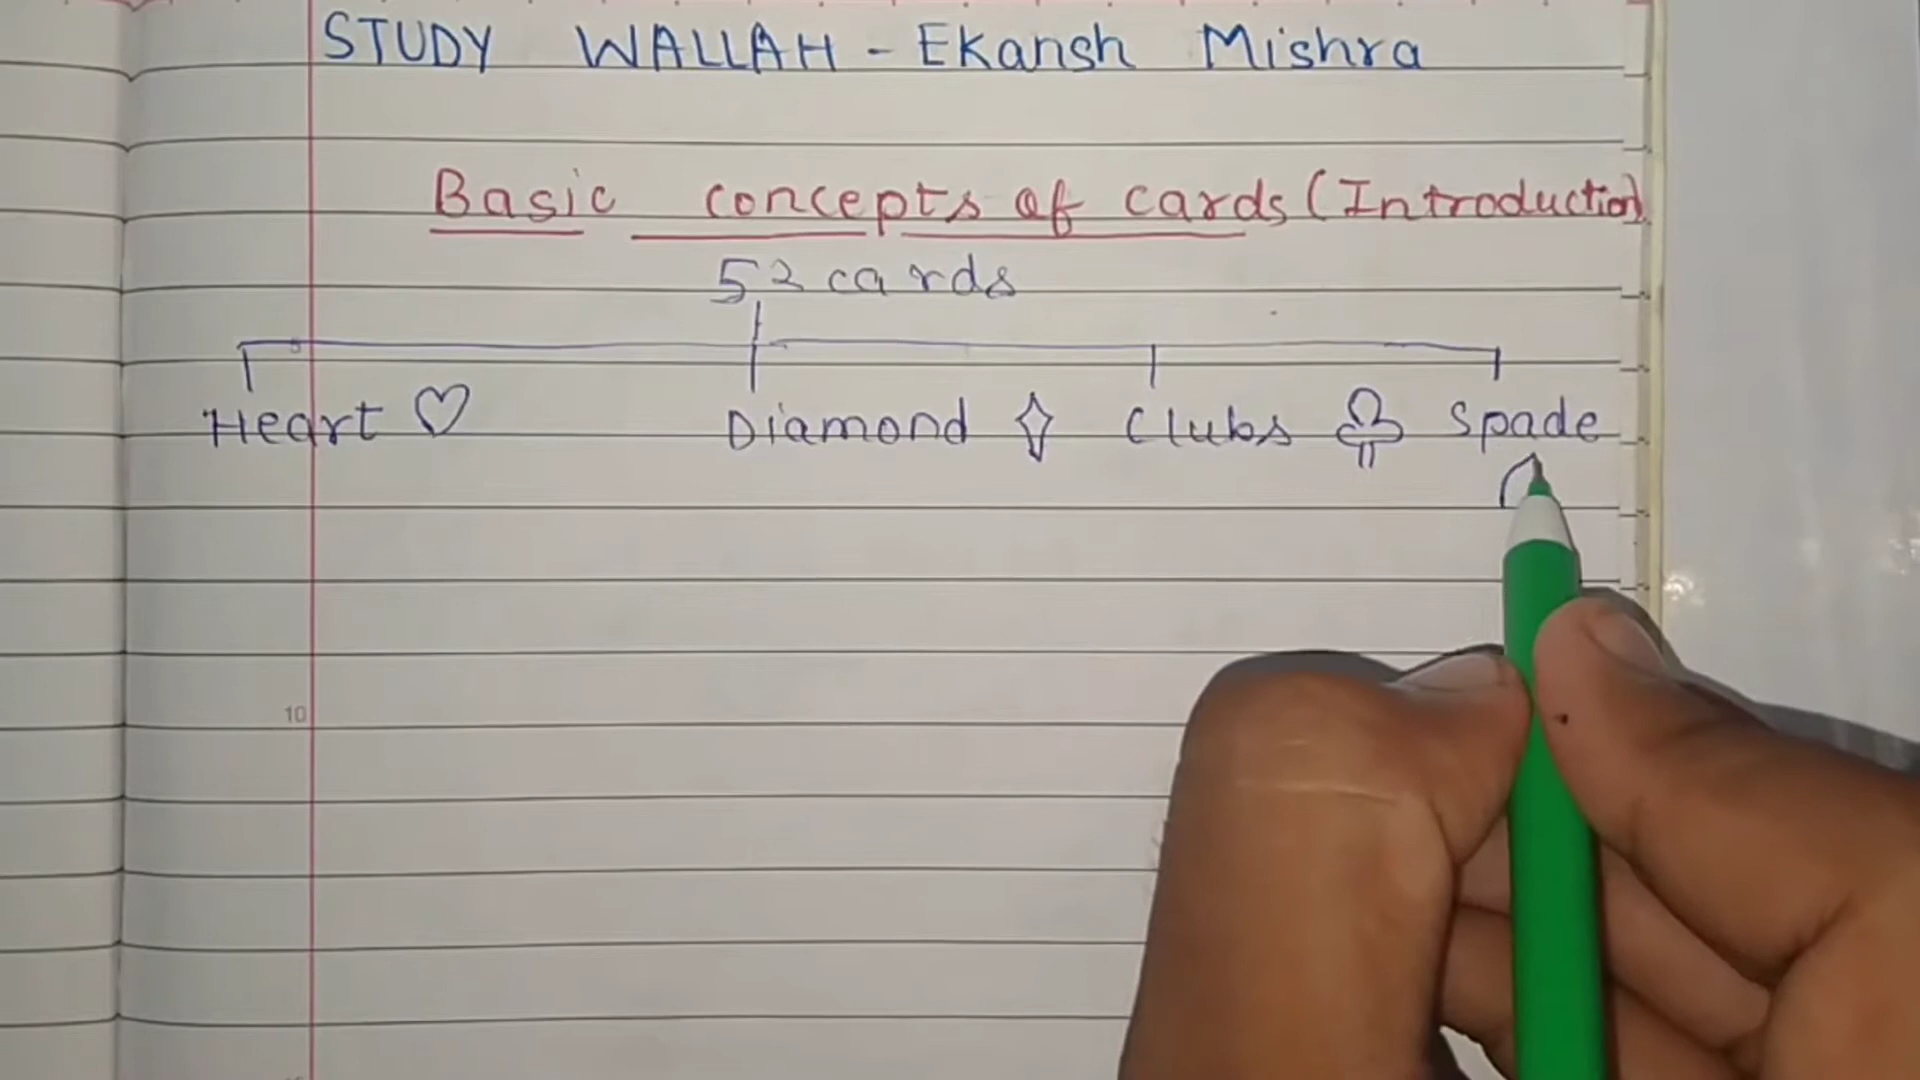 STUDY WALLAH - Ekansh Mishra
Basic concepts of cards (Introduction)
52 cards
Heart ♡ Diamond ♢ Clubs ♧ Spade
10